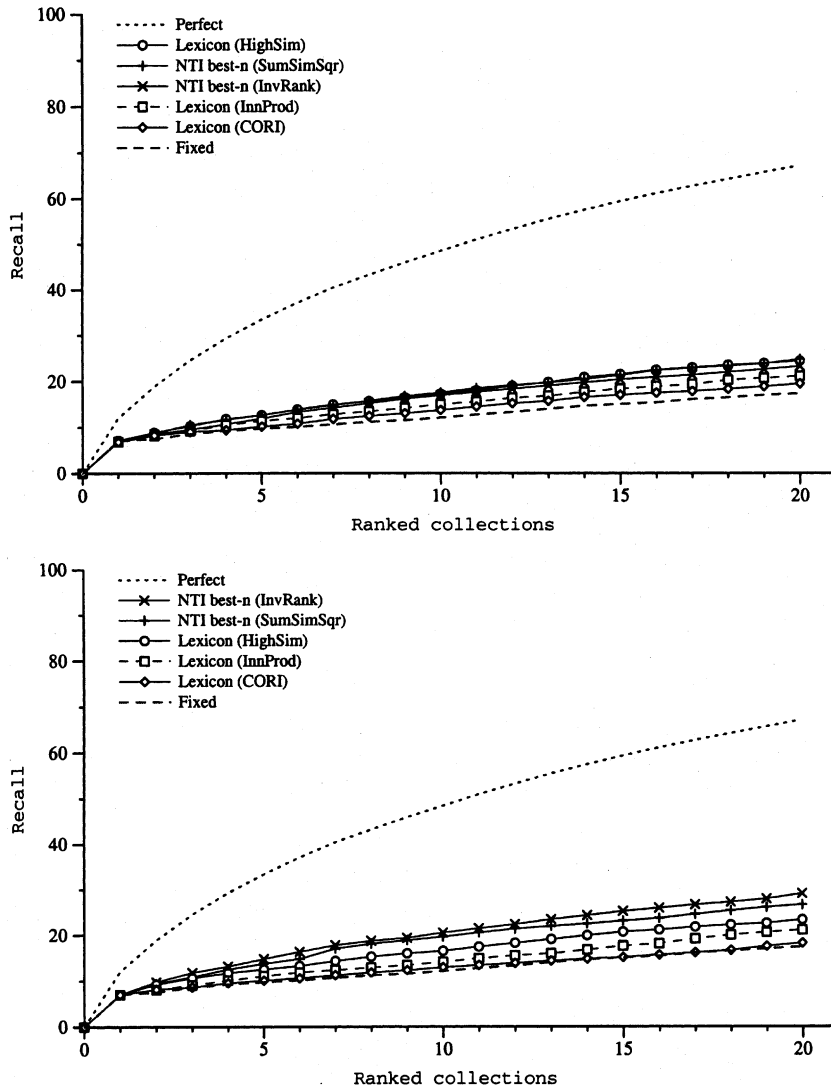 100
80
60
40
20
0
Recall
Perfect
Lexicon (HighSim)
NTI best-n (SumSimSqr)
NTI best-n (InvRank)
Lexicon (InnProd)
Lexicon (CORI)
Fixed
0 5 10 15 20
Ranked collections
100
80
60
40
20
0
Recall
Perfect
NTI best-n (InvRank)
NTI best-n (SumSimSqr)
Lexicon (HighSim)
Lexicon (InnProd)
Lexicon (CORI)
Fixed
0 5 10 15 20
Ranked collections